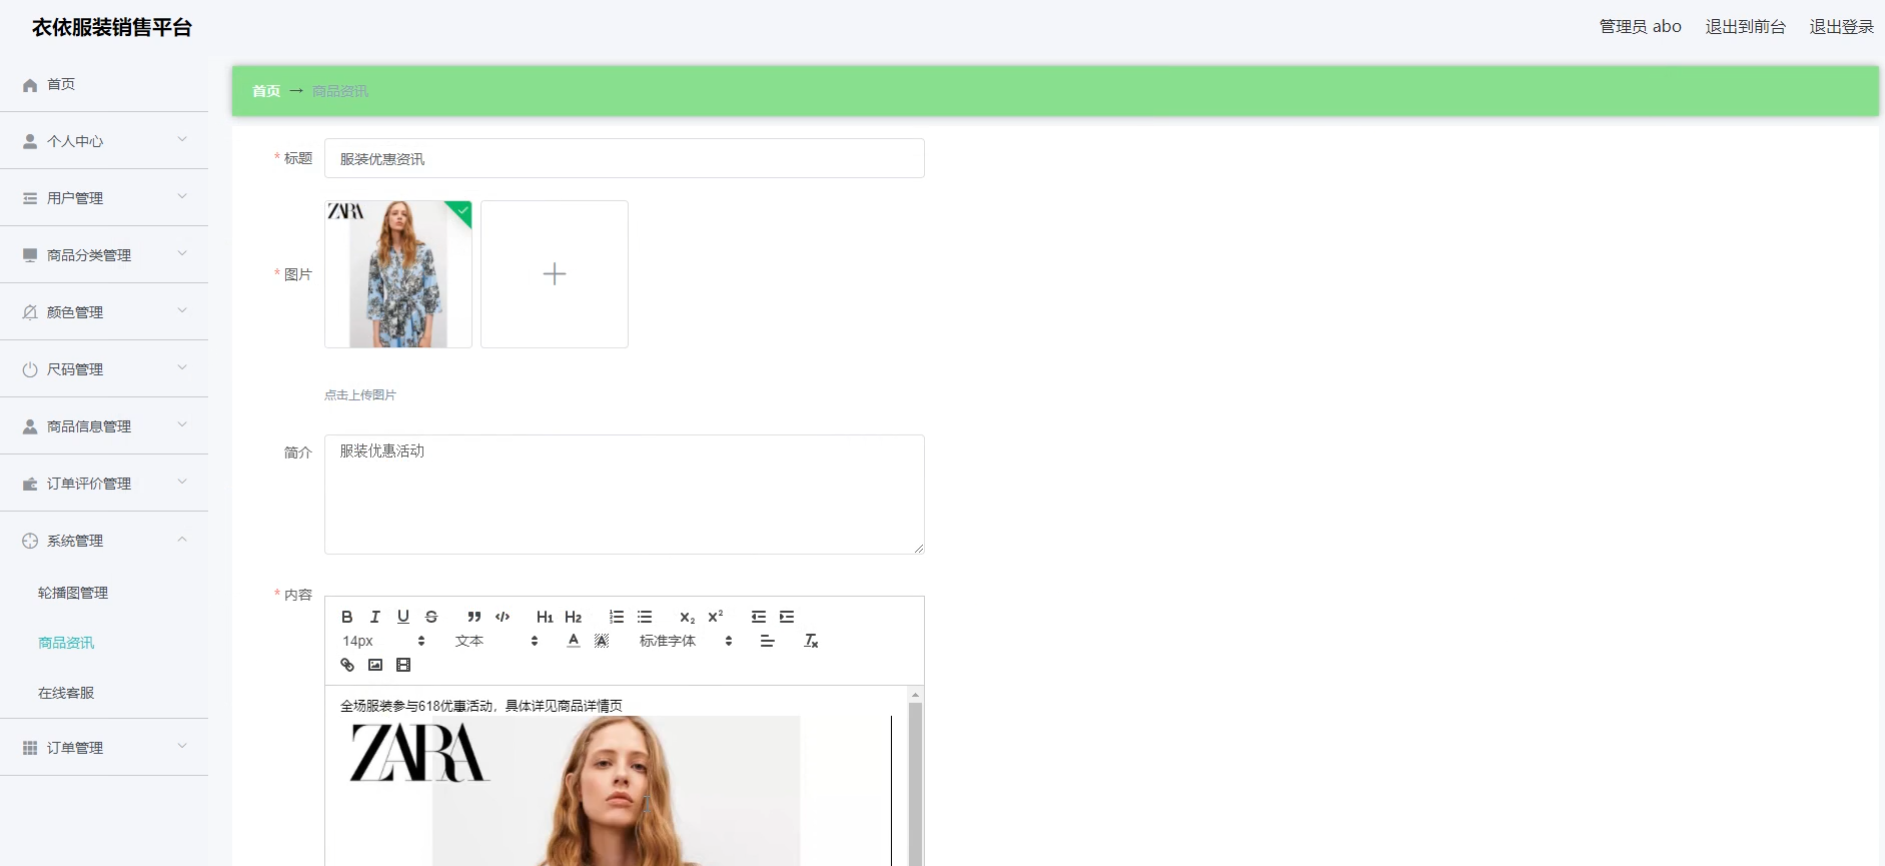 衣依服装销售平台
管理员 abo 退出到前台 退出登录
首页
个人中心
用户管理
商品分类管理
颜色管理
尺码管理
商品信息管理
订单评价管理
系统管理
轮播图管理
商品资讯
在线客服
订单管理
首页 → 商品资讯
* 标题 服装优惠资讯
* 图片
ZARA
点击上传图片
简介 服装优惠活动
* 内容
B I U S ” </> H1 H2 X₂ X²
14px 文本 A A 标准字体 Tx
全场服装参与618优惠活动，具体详见商品详情页
ZARA